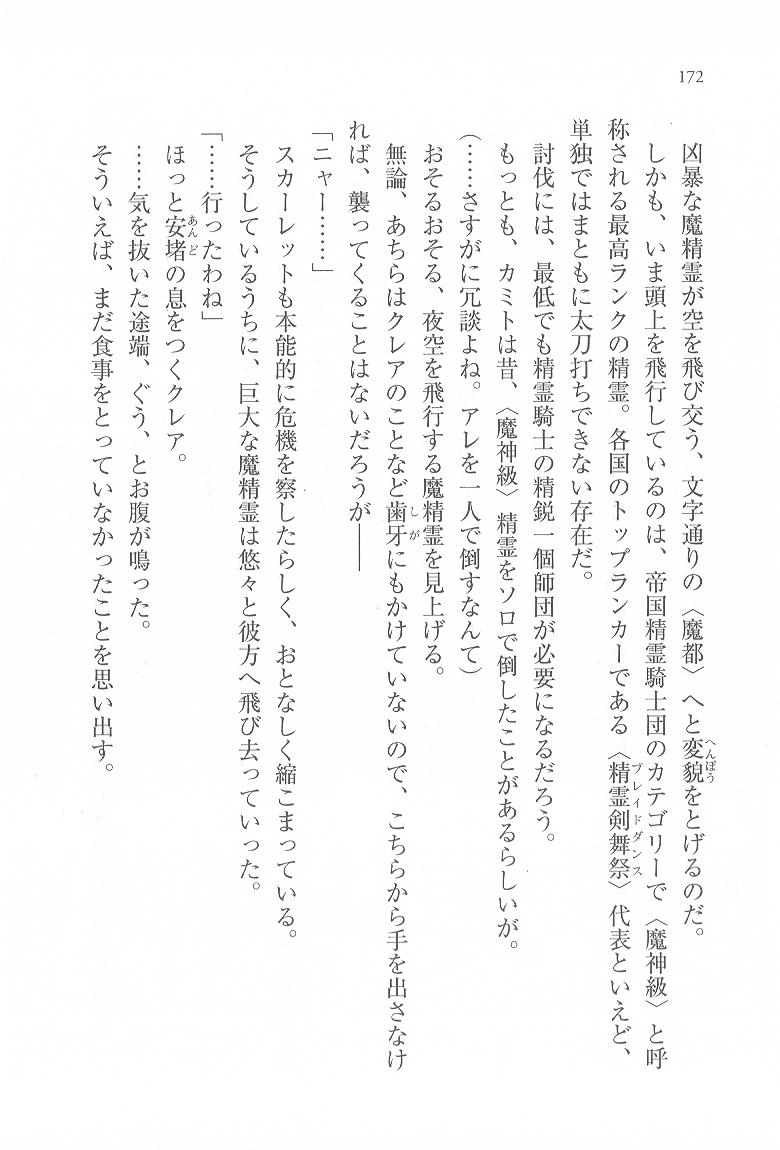 172
凶暴な魔精霊が空を飛び交う、文字通りの〈魔都〉へと変貌をとげるのだ。
しかも、いま頭上を飛行しているのは、帝国精霊騎士団のカテゴリーで〈魔神級〉と呼
称される最高ランクの精霊。各国のトップランカーである〈精霊剣舞祭〉代表といえど、
単独ではまともに太刀打ちできない存在だ。
討伐には、最低でも精霊騎士の精鋭一個師団が必要になるだろう。
もっとも、カミトは昔、〈魔神級〉精霊をソロで倒したことがあるらしいが。
(……さすがに冗談よね。アレを一人で倒すなんて)
おそるおそる、夜空を飛行する魔精霊を見上げる。
無論、あちらはクレアのことなど歯牙にもかけていないので、こちらから手を出さなけ
れば、襲ってくることはないだろうが――
「ニャー……」
スカーレットも本能的に危機を察したらしく、おとなしく縮こまっている。
そうしているうちに、巨大な魔精霊は悠々と彼方へ飛び去っていった。
「……行ったわね」
ほっと安堵の息をつくクレア。
……気を抜いた途端、ぐう、とお腹が鳴った。
そういえば、まだ食事をとっていなかったことを思い出す。
へんぼう
ブレイドダンス
しが
あんど